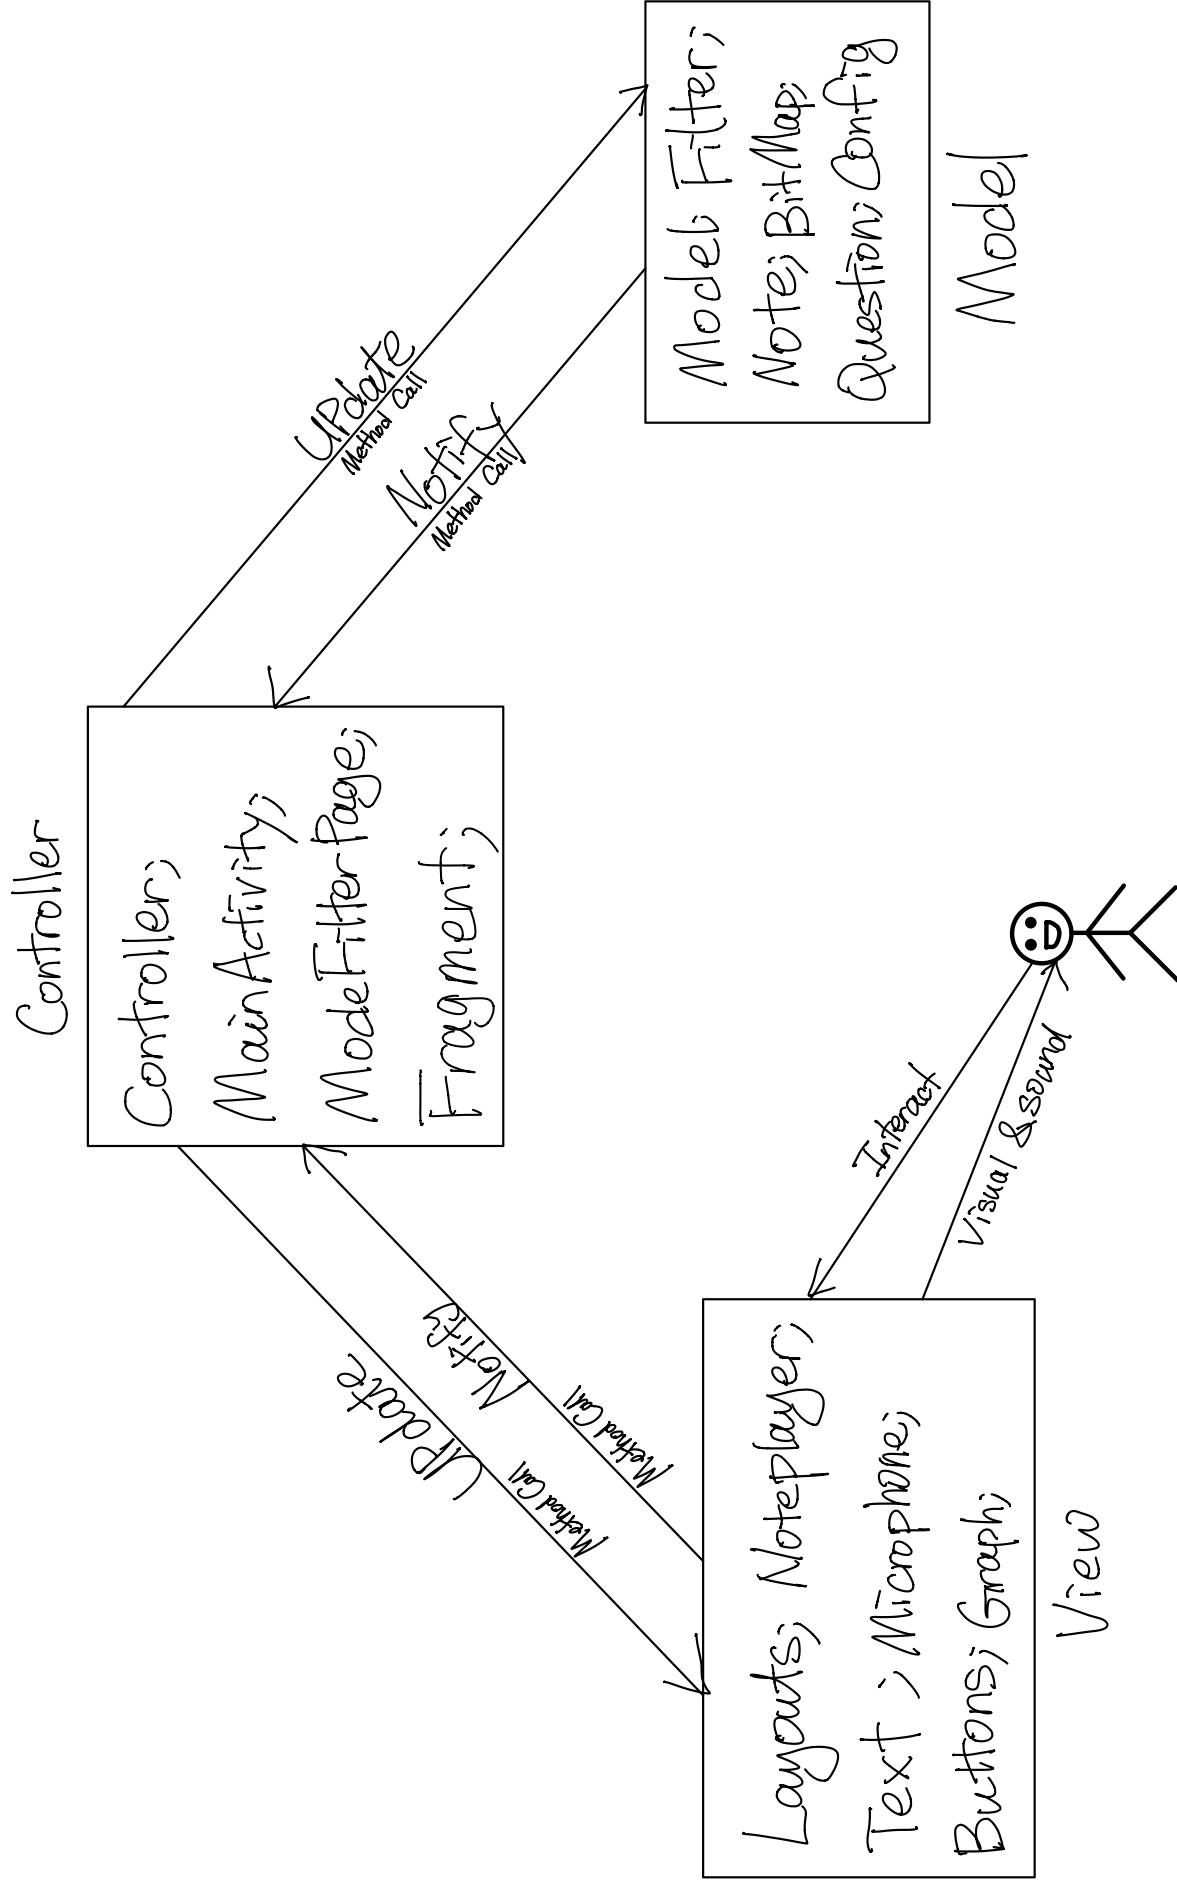 Controller
Controller;
MainActivity;
ModeFilterPage;
Fragment;
UPdate
Method Call
Notify
Method Call
UPdate
Method Call
Notify
Method Call
Layouts; Noteplayer;
Text; Microphone;
Buttons; Graph;
View
Interact
Visual & sound
Model; Filter;
Note; BitMap;
Question; Config
Model